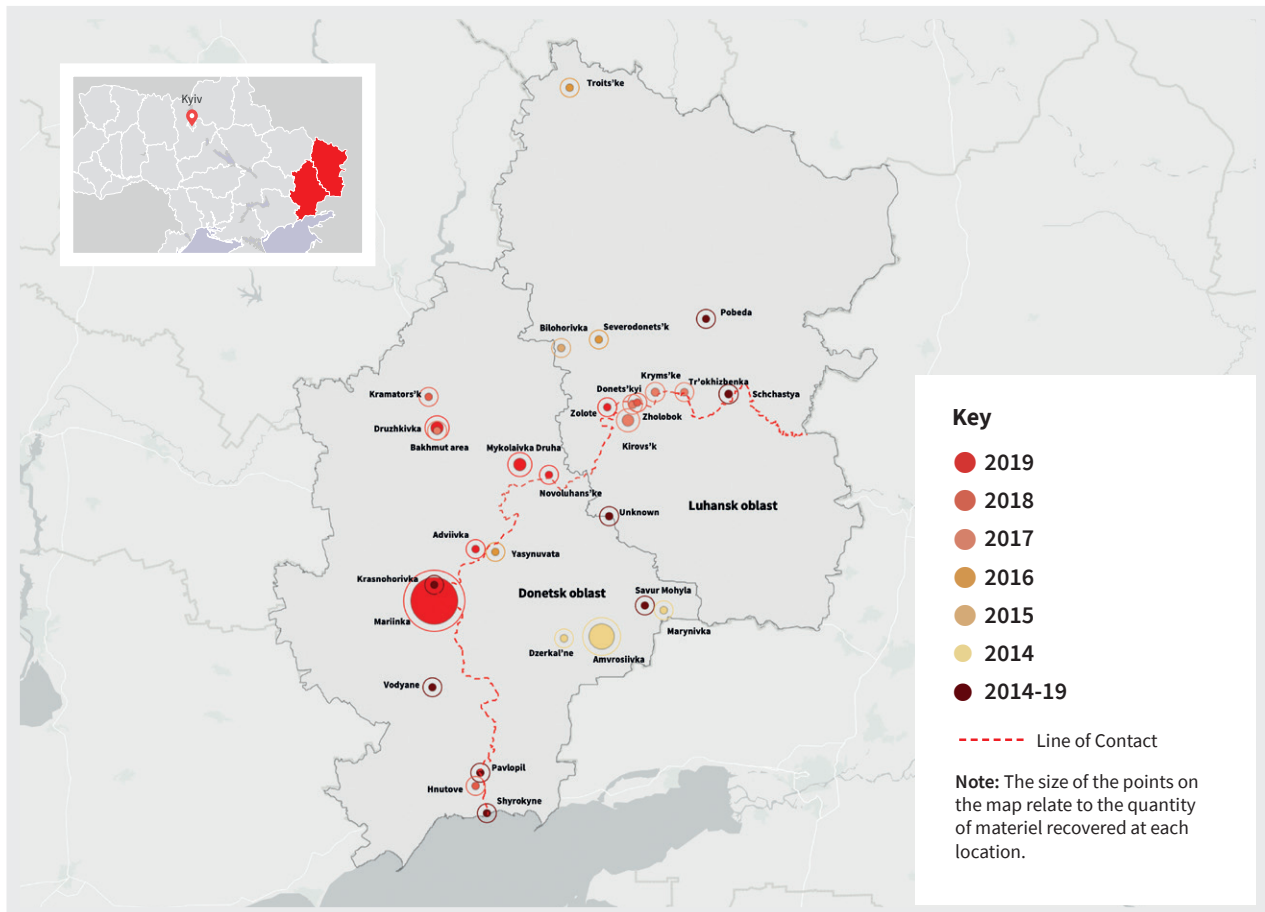 Kyiv
Troits'ke
Pobeda
Bilohorivka
Severodonets'k
Kryms'ke
Tr'okhizbenka
Donets'kyi
Schchastya
Kramators'k
Zolote
Zholobok
Druzhkivka
Bakhmut area
Mykolaivka Druha
Kirovs'k
Novoluhans'ke
Luhansk oblast
Unknown
Adviivka
Yasynuvata
Krasnohorivka
Donetsk oblast
Savur Mohyla
Mariinka
Marynivka
Dzerkal'ne
Amvrosiivka
Vodyane
Pavlopil
Hnutove
Shyrokyne
Key
2019
2018
2017
2016
2015
2014
2014-19
Line of Contact
Note: The size of the points on
the map relate to the quantity
of materiel recovered at each
location.